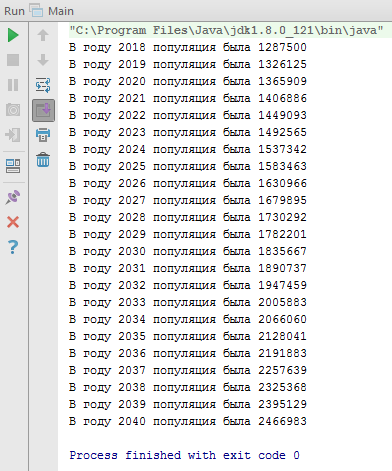 Run Main
"C:\Program Files\Java\jdk1.8.0_121\bin\java"
В году 2018 популяция была 1287500
В году 2019 популяция была 1326125
В году 2020 популяция была 1365909
В году 2021 популяция была 1406886
В году 2022 популяция была 1449093
В году 2023 популяция была 1492565
В году 2024 популяция была 1537342
В году 2025 популяция была 1583463
В году 2026 популяция была 1630966
В году 2027 популяция была 1679895
В году 2028 популяция была 1730292
В году 2029 популяция была 1782201
В году 2030 популяция была 1835667
В году 2031 популяция была 1890737
В году 2032 популяция была 1947459
В году 2033 популяция была 2005883
В году 2034 популяция была 2066060
В году 2035 популяция была 2128041
В году 2036 популяция была 2191883
В году 2037 популяция была 2257639
В году 2038 популяция была 2325368
В году 2039 популяция была 2395129
В году 2040 популяция была 2466983
Process finished with exit code 0